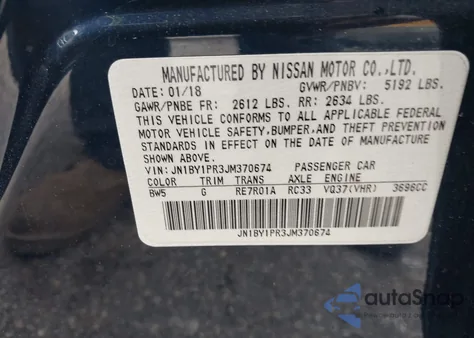 MANUFACTURED BY NISSAN MOTOR CO.,LTD.
DATE: 01/18 GVWR/PNBV: 5192 LBS.
GAWR/PNBE FR: 2612 LBS. RR: 2634 LBS.
THIS VEHICLE CONFORMS TO ALL APPLICABLE FEDERAL
MOTOR VEHICLE SAFETY,BUMPER,AND THEFT PREVENTION
STANDARDS IN EFFECT ON THE DATE OF MANUFACTURE
SHOWN ABOVE.
VIN: JN1BY1PR3JM370674 PASSENGER CAR
COLOR TRIM TRANS AXLE ENGINE
BW5 G RE7R01A RC33 VQ37(VHR) 3696CC
JN1BY1PR3JM370674
autoSnap